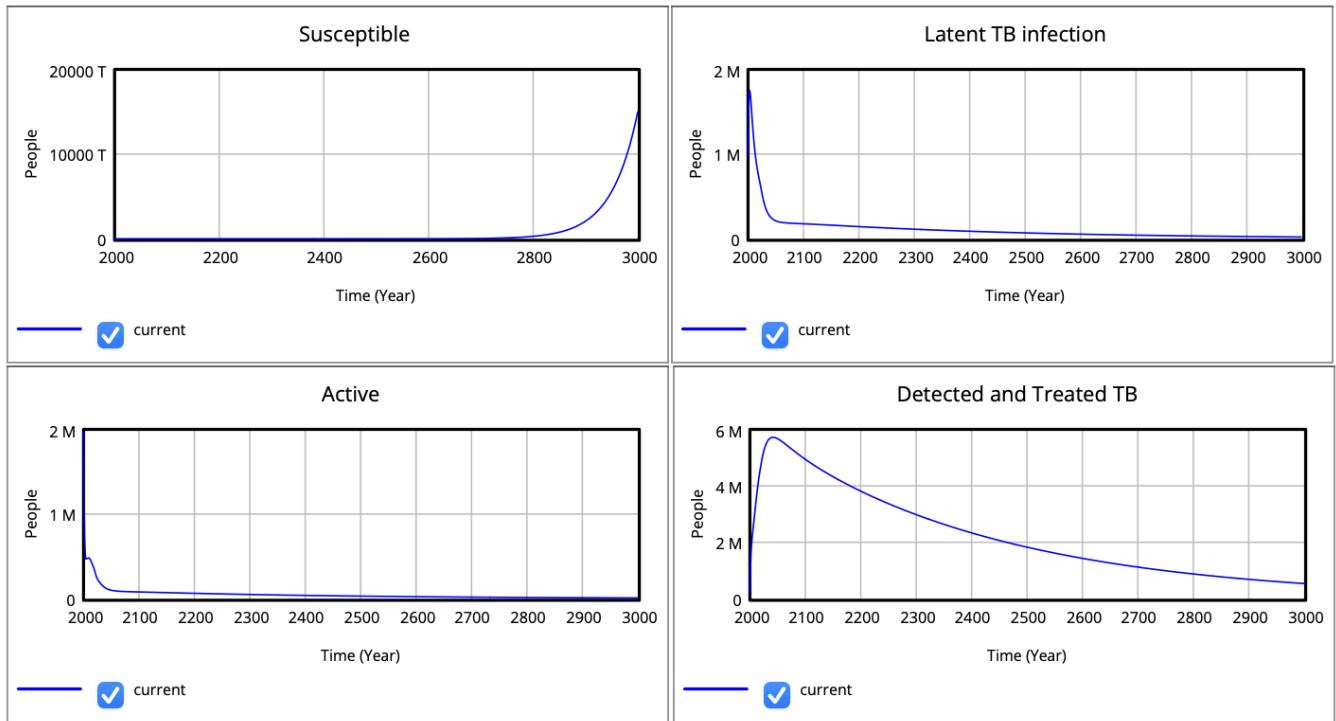 Susceptible
20000 T
10000 T
0
People
2000 2200 2400 2600 2800 3000
Time (Year)
current
Latent TB infection
2 M
1 M
0
People
2000 2100 2200 2300 2400 2500 2600 2700 2800 2900 3000
Time (Year)
current
Active
2 M
1 M
0
People
2000 2100 2200 2300 2400 2500 2600 2700 2800 2900 3000
Time (Year)
current
Detected and Treated TB
6 M
4 M
2 M
0
People
2000 2100 2200 2300 2400 2500 2600 2700 2800 2900 3000
Time (Year)
current